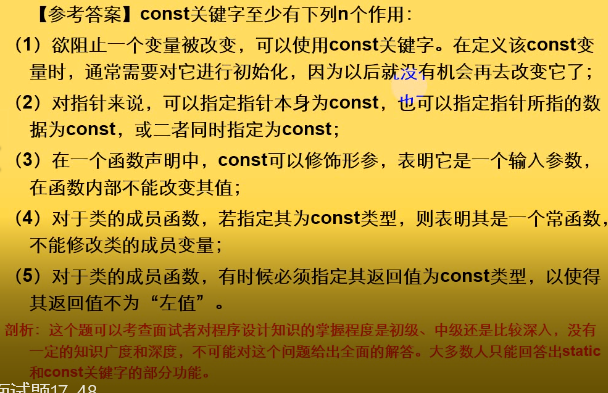 【参考答案】const关键字至少有下列n个作用：
（1）欲阻止一个变量被改变，可以使用const关键字。在定义该const变
量时，通常需要对它进行初始化，因为以后就没有机会再去改变它了；
（2）对指针来说，可以指定指针本身为const，也可以指定指针所指的数
据为const，或二者同时指定为const；
（3）在一个函数声明中，const可以修饰形参，表明它是一个输入参数，
在函数内部不能改变其值；
（4）对于类的成员函数，若指定其为const类型，则表明其是一个常函数，
不能修改类的成员变量；
（5）对于类的成员函数，有时候必须指定其返回值为const类型，以使得
其返回值不为“左值”。
剖析：这个题可以考查面试者对程序设计知识的掌握程度是初级、中级还是比较深入，没有
一定的知识广度和深度，不可能对这个问题给出全面的解答。大多数人只能回答出static
和const关键字的部分功能。
面试题17-48